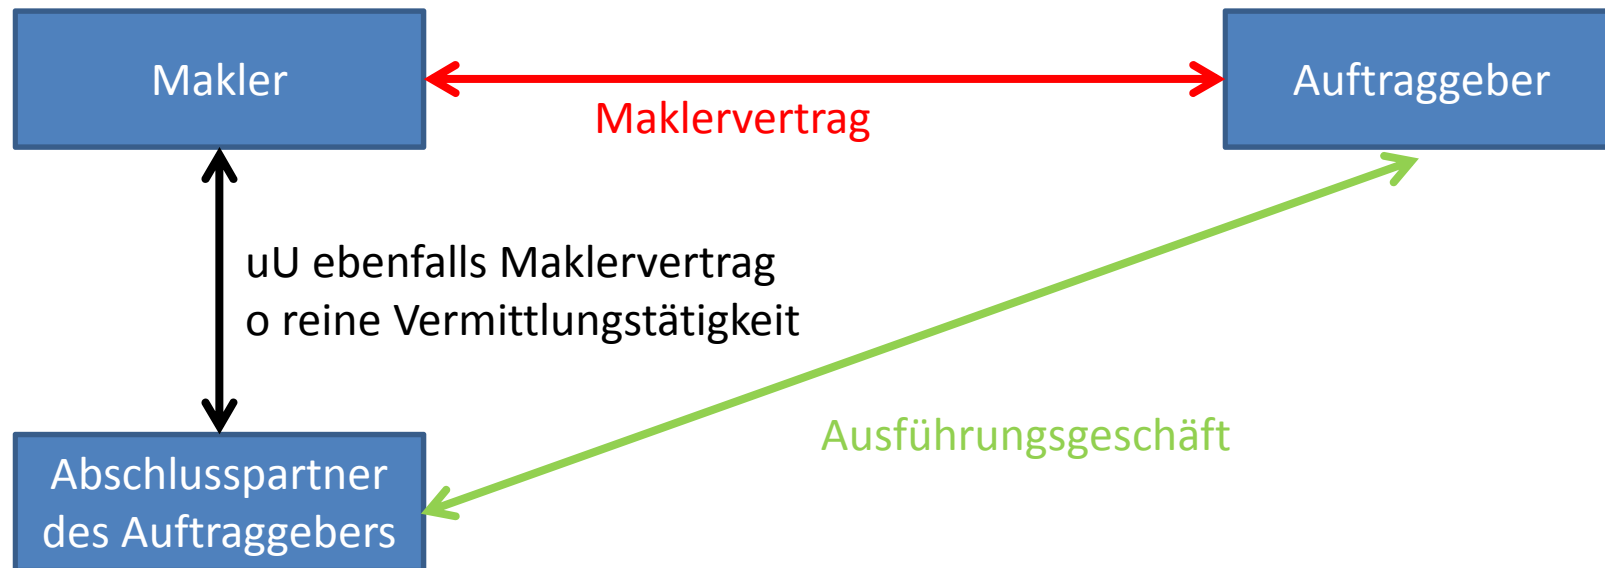 Makler
Auftraggeber
Maklervertrag
uU ebenfalls Maklervertrag
o reine Vermittlungstätigkeit
Ausführungsgeschäft
Abschlusspartner
des Auftraggebers